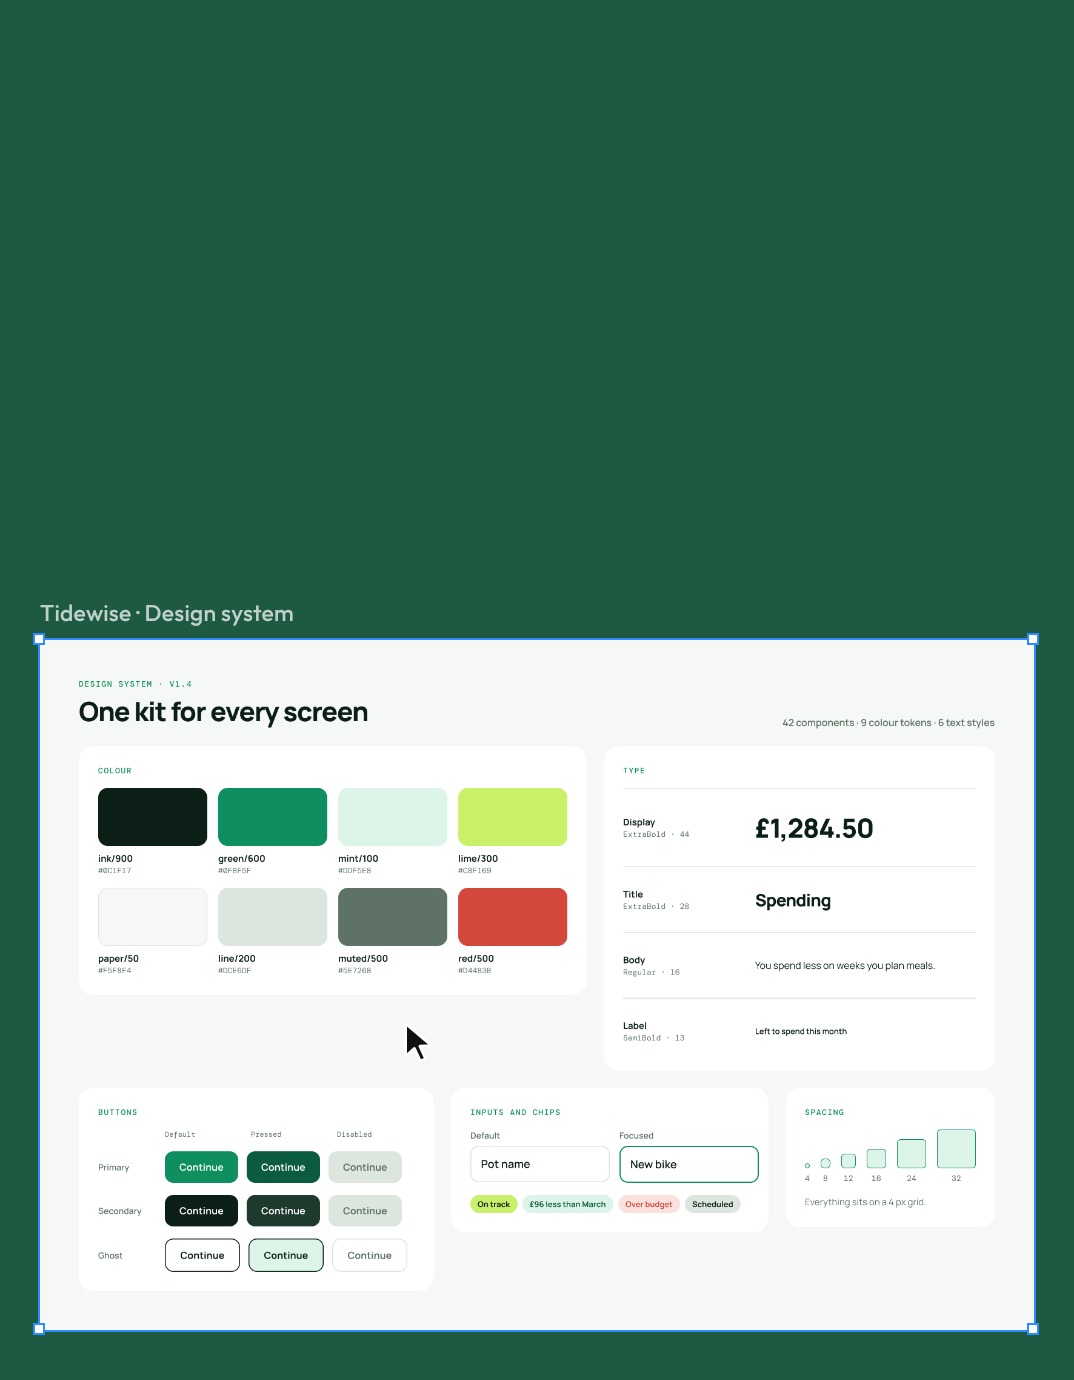 Tidewise · Design system
DESIGN SYSTEM · V1.4
One kit for every screen
42 components · 9 colour tokens · 6 text styles
COLOUR
ink/900
#0C1F17
green/600
#0F8F5F
mint/100
#DDF5E8
lime/300
#C8F169
paper/50
#F5F8F4
line/200
#DCE6DF
muted/500
#5E7268
red/500
#D4483B
TYPE
Display
ExtraBold · 44
£1,284.50
Title
ExtraBold · 28
Spending
Body
Regular · 16
You spend less on weeks you plan meals.
Label
SemiBold · 13
Left to spend this month
BUTTONS
Default Pressed Disabled
Primary Continue Continue Continue
Secondary Continue Continue Continue
Ghost Continue Continue Continue
INPUTS AND CHIPS
Default Focused
Pot name New bike
On track £96 less than March Over budget Scheduled
SPACING
4 8 12 16 24 32
Everything sits on a 4 px grid.